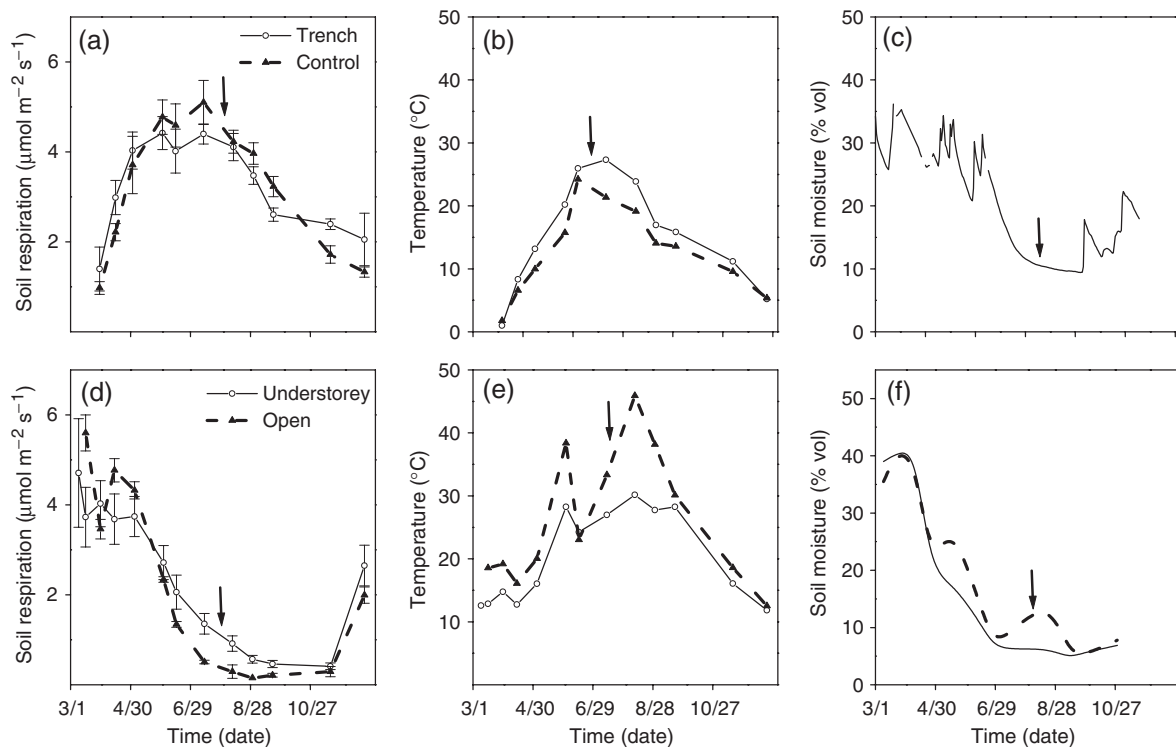 (a)
Trench
Control
Soil respiration (μmol m⁻² s⁻¹)
6
4
2
(b)
Temperature (°C)
50
40
30
20
10
0
(c)
Soil moisture (% vol)
50
40
30
20
10
0
(d)
Understorey
Open
Soil respiration (μmol m⁻² s⁻¹)
6
4
2
3/1 4/30 6/29 8/28 10/27
Time (date)
(e)
Temperature (°C)
50
40
30
20
10
3/1 4/30 6/29 8/28 10/27
Time (date)
(f)
Soil moisture (% vol)
50
40
30
20
10
0
3/1 4/30 6/29 8/28 10/27
Time (date)